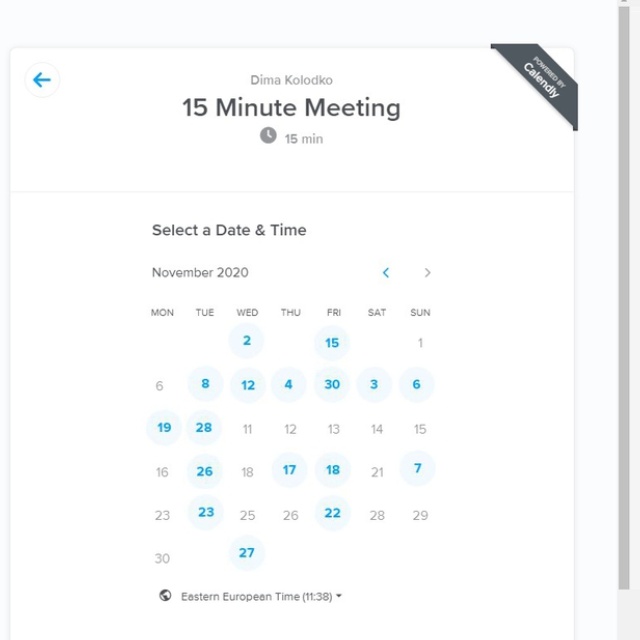 POWERED BY
Calendly
Dima Kolodko
15 Minute Meeting
15 min
Select a Date & Time
November 2020
MON TUE WED THU FRI SAT SUN
2 15 1
6 8 12 4 30 3 6
19 28 11 12 13 14 15
16 26 18 17 18 21 7
23 23 25 26 22 28 29
30 27
Eastern European Time (11:38)